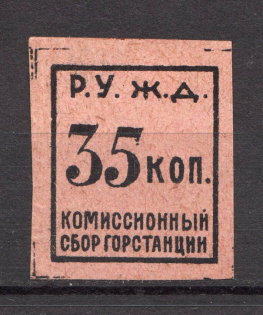 Р. У. Ж. Д.
35 КОП.
КОМИССИОННЫЙ
СБОР ГОРСТАНЦИИ